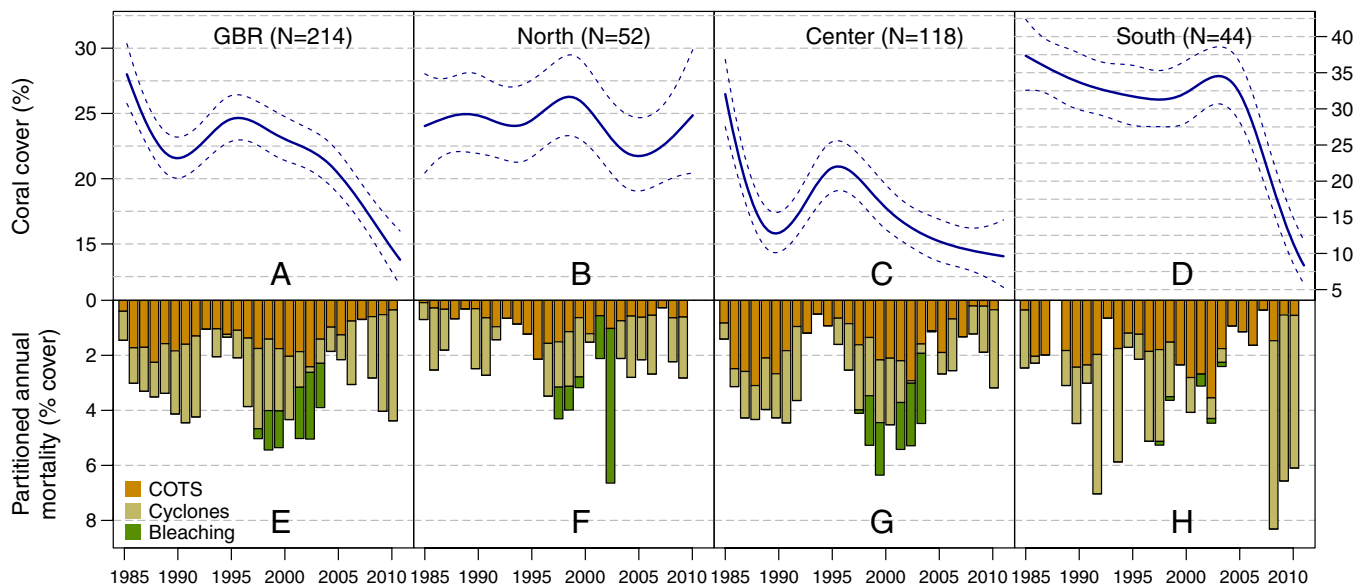 GBR (N=214) North (N=52) Center (N=118) South (N=44)
Coral cover (%)
30
25
20
15
40
35
30
25
20
15
10
5
A B C D
Partitioned annual
mortality (% cover)
0
2
4
6
8
COTS
Cyclones
Bleaching
E F G H
1985 1990 1995 2000 2005 2010 1985 1990 1995 2000 2005 2010 1985 1990 1995 2000 2005 2010 1985 1990 1995 2000 2005 2010